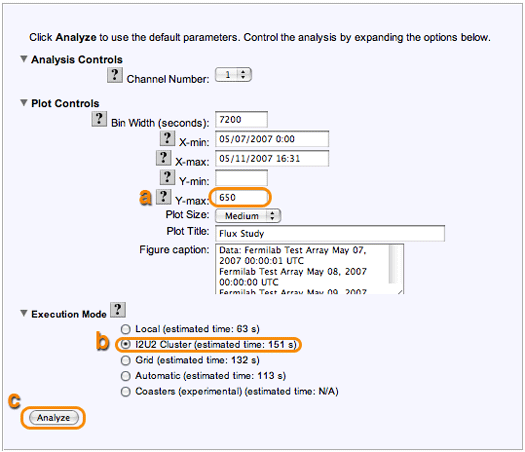 Click Analyze to use the default parameters. Control the analysis by expanding the options below.
Analysis Controls
? Channel Number: 1
Plot Controls
? Bin Width (seconds): 7200
? X-min: 05/07/2007 0:00
? X-max: 05/11/2007 16:31
? Y-min:
a ? Y-max: 650
Plot Size: Medium
Plot Title: Flux Study
Figure caption: Data: Fermilab Test Array May 07,
2007 00:00:01 UTC
Fermilab Test Array May 08, 2007
00:00:00 UTC
Fermilab Test Array May 09, 2007
Execution Mode ?
Local (estimated time: 63 s)
b I2U2 Cluster (estimated time: 151 s)
Grid (estimated time: 132 s)
Automatic (estimated time: 113 s)
Coasters (experimental) (estimated time: N/A)
c
Analyze